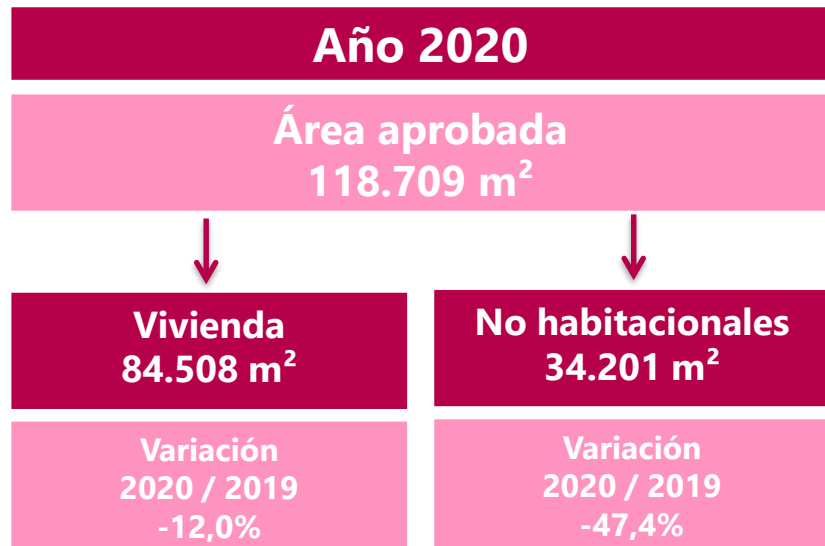 Año 2020
Área aprobada
118.709 m²
Vivienda
84.508 m²
No habitacionales
34.201 m²
Variación
2020 / 2019
-12,0%
Variación
2020 / 2019
-47,4%